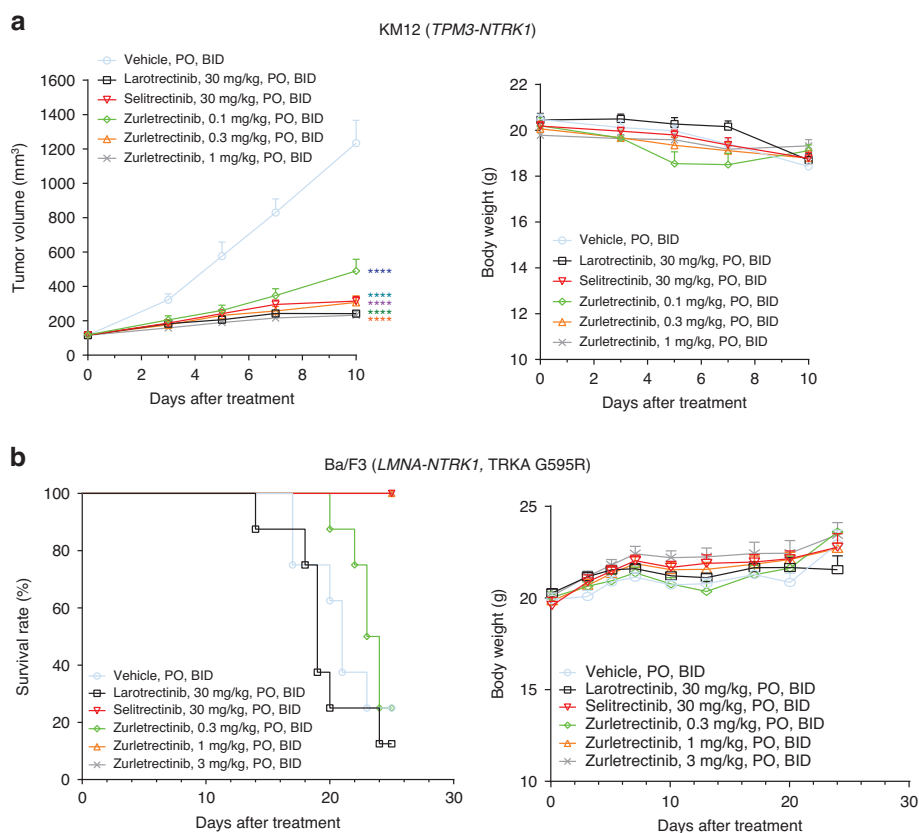 a
KM12 (TPM3-NTRK1)
Vehicle, PO, BID
Larotrectinib, 30 mg/kg, PO, BID
Selitrectinib, 30 mg/kg, PO, BID
Zurletrectinib, 0.1 mg/kg, PO, BID
Zurletrectinib, 0.3 mg/kg, PO, BID
Zurletrectinib, 1 mg/kg, PO, BID
1600
1400
1200
1000
800
600
400
200
0
Tumor volume (mm³)
****
****
****
****
****
0 2 4 6 8 10
Days after treatment
22
20
18
16
14
12
10
Body weight (g)
Vehicle, PO, BID
Larotrectinib, 30 mg/kg, PO, BID
Selitrectinib, 30 mg/kg, PO, BID
Zurletrectinib, 0.1 mg/kg, PO, BID
Zurletrectinib, 0.3 mg/kg, PO, BID
Zurletrectinib, 1 mg/kg, PO, BID
0 2 4 6 8 10
Days after treatment
b
Ba/F3 (LMNA-NTRK1, TRKA G595R)
100
80
60
40
20
0
Survival rate (%)
Vehicle, PO, BID
Larotrectinib, 30 mg/kg, PO, BID
Selitrectinib, 30 mg/kg, PO, BID
Zurletrectinib, 0.3 mg/kg, PO, BID
Zurletrectinib, 1 mg/kg, PO, BID
Zurletrectinib, 3 mg/kg, PO, BID
0 10 20 30
Days after treatment
25
20
15
10
Body weight (g)
Vehicle, PO, BID
Larotrectinib, 30 mg/kg, PO, BID
Selitrectinib, 30 mg/kg, PO, BID
Zurletrectinib, 0.3 mg/kg, PO, BID
Zurletrectinib, 1 mg/kg, PO, BID
Zurletrectinib, 3 mg/kg, PO, BID
0 10 20 30
Days after treatment